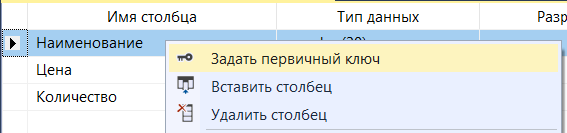 Имя столбца Тип данных Разр
Наименование
Задать первичный ключ
Цена
Вставить столбец
Количество
Удалить столбец